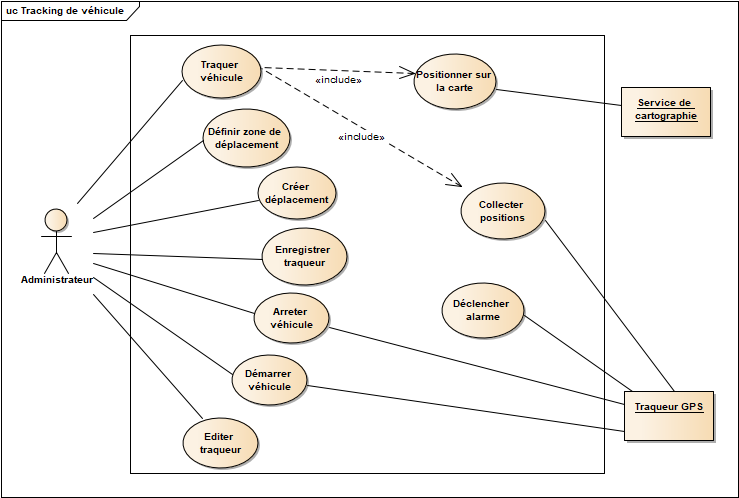 uc Tracking de véhicule
Traquer
véhicule
«include»
Positionner sur
la carte
Service de
cartographie
Définir zone de
déplacement
«include»
Créer
déplacement
Collecter
positions
Enregistrer
traqueur
Administrateur
Arreter
véhicule
Déclencher
alarme
Démarrer
véhicule
Traqueur GPS
Editer
traqueur